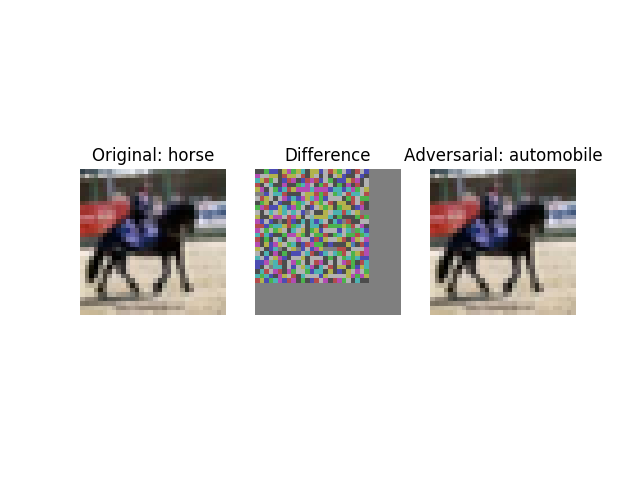 Original: horse
Difference
Adversarial: automobile